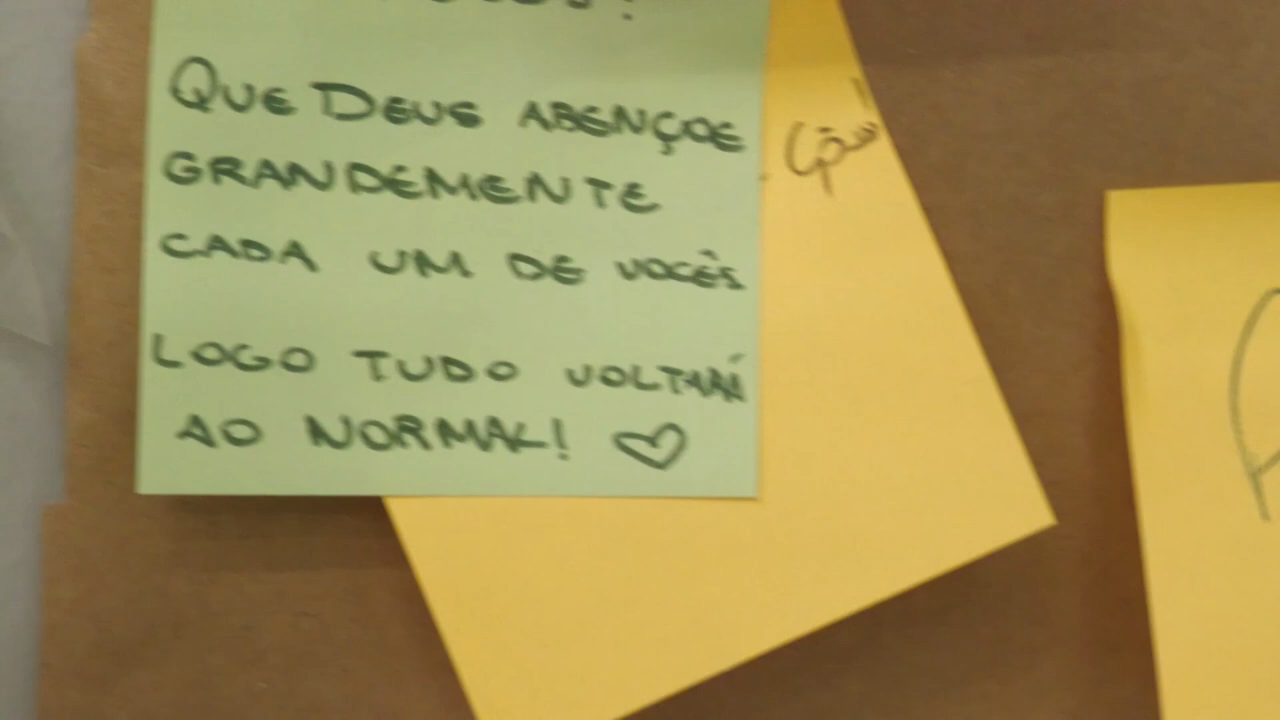 QUE DEUS ABENÇOE
GRANDEMENTE
CADA UM DE VOCÊS
LOGO TUDO VOLTARÁ
AO NORMAL! ♡